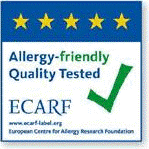 Allergy-friendly
Quality Tested
ECARF
www.ecarf-label.org
European Centre for Allergy Research Foundation